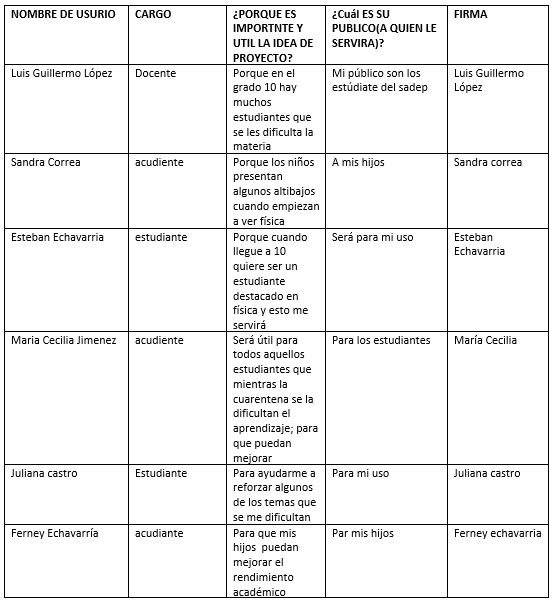 NOMBRE DE USURIO
CARGO
¿PORQUE ES
IMPORTNTE Y
UTIL LA IDEA DE
PROYECTO?
¿Cuál ES SU
PUBLICO(A QUIEN LE
SERVIRA)?
FIRMA
Luis Guillermo López
Docente
Porque en el
grado 10 hay
muchos
estudiantes que
se les dificulta la
materia
Mi público son los
estúdiate del sadep
Luis Guillermo
López
Sandra Correa
acudiente
Porque los niños
presentan
algunos altibajos
cuando empiezan
a ver física
A mis hijos
Sandra correa
Esteban Echavarria
estudiante
Porque cuando
llegue a 10
quiere ser un
estudiante
destacado en
física y esto me
servirá
Será para mi uso
Esteban
Echavarria
Maria Cecilia Jimenez
acudiente
Será útil para
todos aquellos
estudiantes que
mientras la
cuarentena se la
dificultan el
aprendizaje; para
que puedan
mejorar
Para los estudiantes
María Cecilia
Juliana castro
Estudiante
Para ayudarme a
reforzar algunos
de los temas que
se me dificultan
Para mi uso
Juliana castro
Ferney Echavarría
acudiante
Para que mis
hijos puedan
mejorar el
rendimiento
académico
Par mis hijos
Ferney echavarria